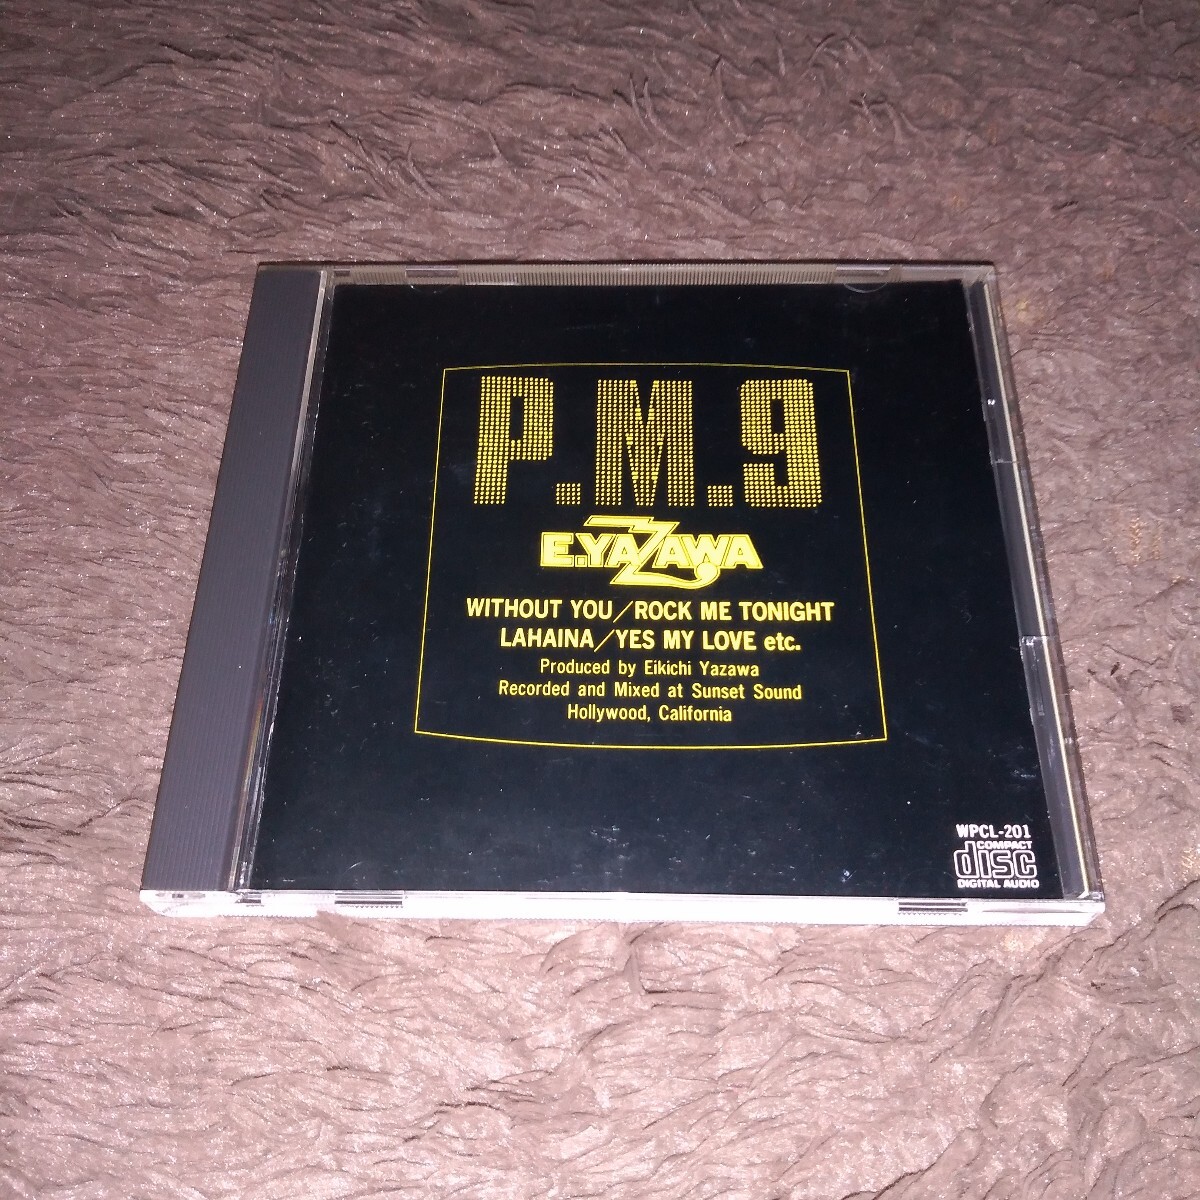 P.M.9
E.YAZAWA
WITHOUT YOU/ROCK ME TONIGHT
LAHAINA/YES MY LOVE etc.
Produced by Eikichi Yazawa
Recorded and Mixed at Sunset Sound
Hollywood, California
WPCL-201
COMPACT
disc
DIGITAL AUDIO